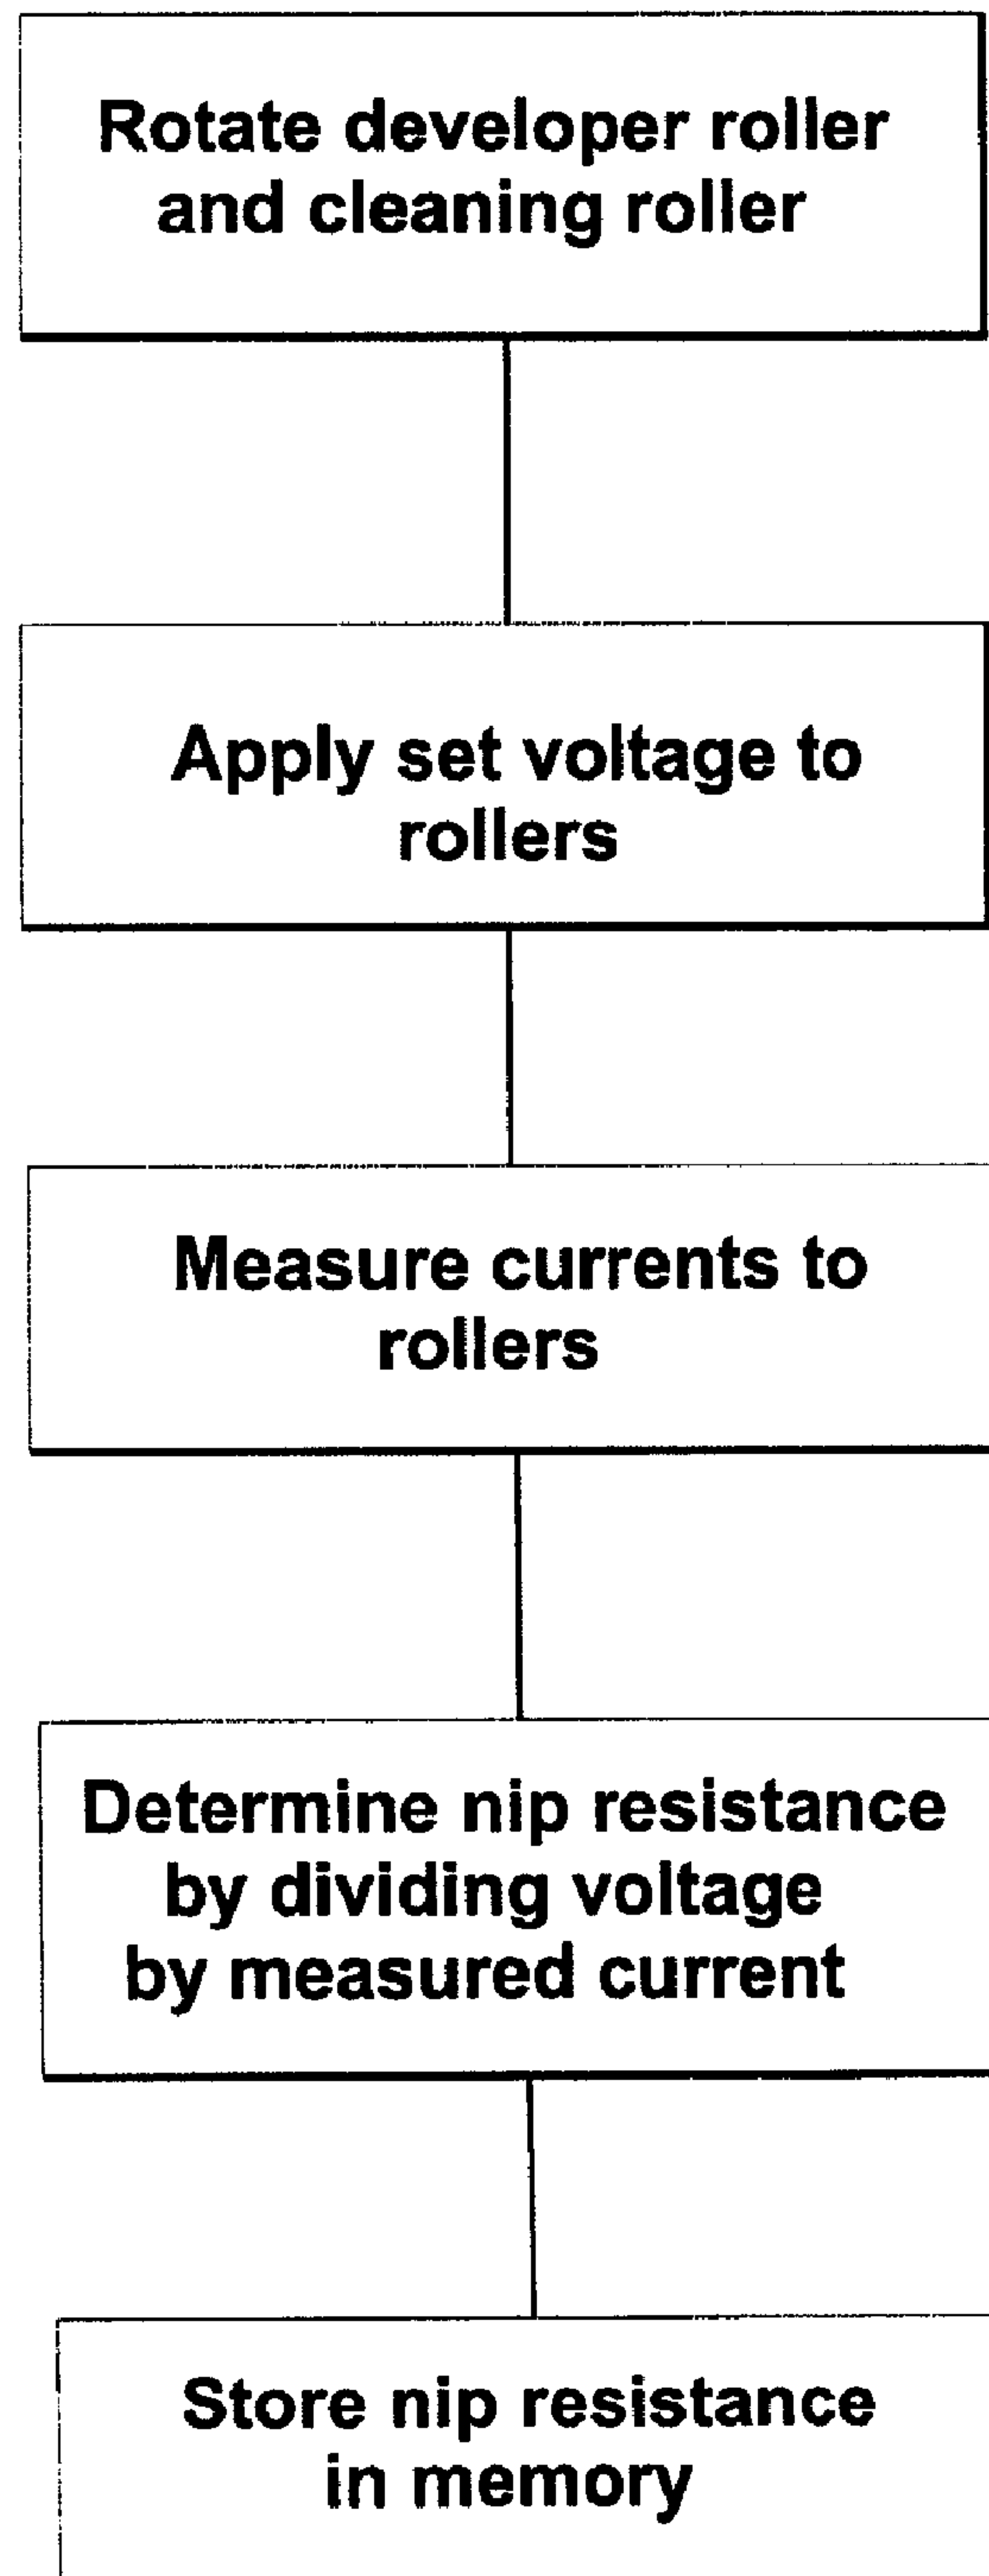 Rotate developer roller
and cleaning roller
Apply set voltage to
rollers
Measure currents to
rollers
Determine nip resistance
by dividing voltage
by measured current
Store nip resistance
in memory